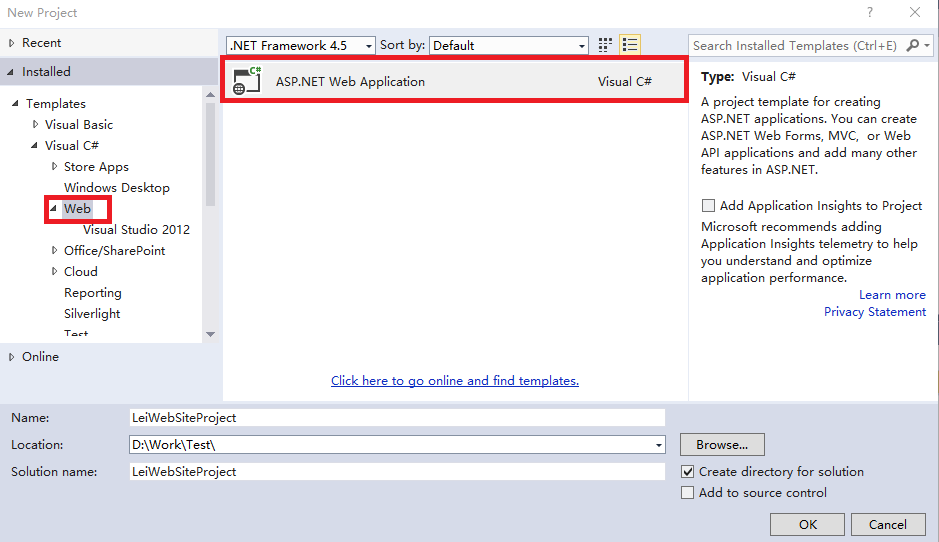 New Project
?
Recent
.NET Framework 4.5
Sort by:
Default
Search Installed Templates (Ctrl+E)
Installed
Templates
Visual Basic
Visual C#
Store Apps
Windows Desktop
Web
Visual Studio 2012
Office/SharePoint
Cloud
Reporting
Silverlight
Test
Online
C#
ASP.NET Web Application
Visual C#
Click here to go online and find templates.
Type: Visual C#
A project template for creating
ASP.NET applications. You can create
ASP.NET Web Forms, MVC, or Web
API applications and add many other
features in ASP.NET.
Add Application Insights to Project
Microsoft recommends adding
Application Insights telemetry to help
you understand and optimize
application performance.
Learn more
Privacy Statement
Name:
LeiWebSiteProject
Location:
D:\Work\Test\
Browse...
Solution name:
LeiWebSiteProject
Create directory for solution
Add to source control
OK
Cancel